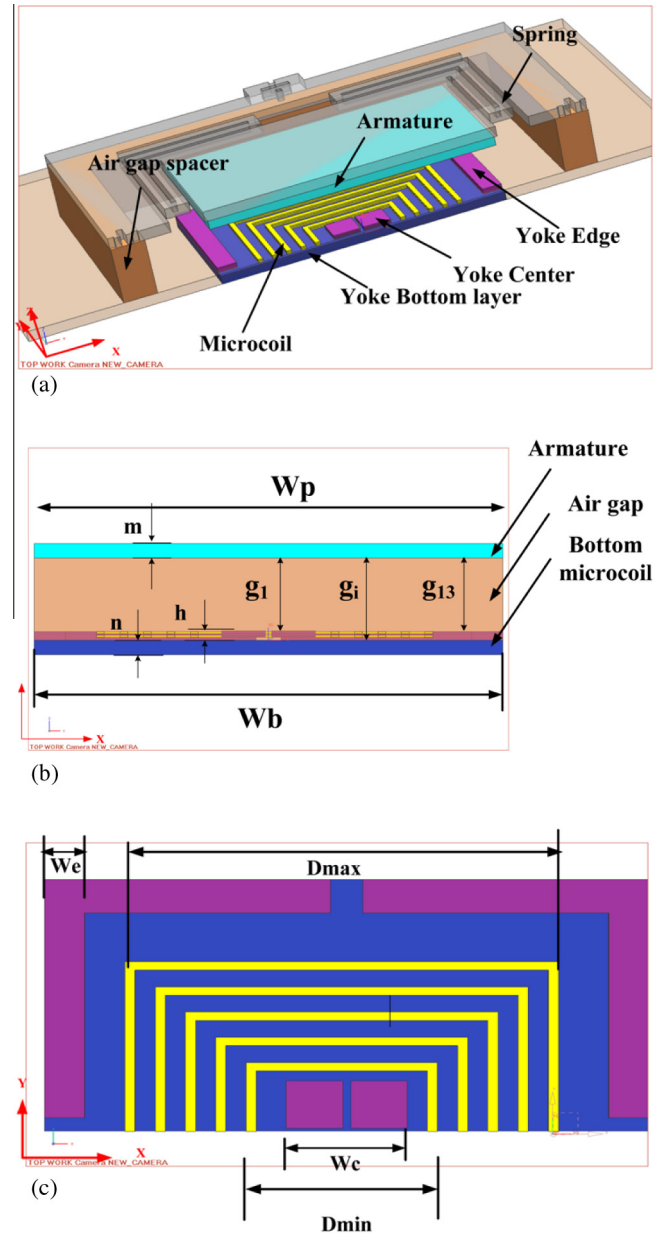 Spring
Armature
Air gap spacer
Yoke Edge
Yoke Center
Yoke Bottom layer
Microcoil
Z
Y
X
TOP WORK Camera NEW_CAMERA
(a)
Armature
Wp
Air gap
m
Bottom
microcoil
g1
gi
g13
n
h
Wb
X
TOP WORK Camera NEW_CAMERA
(b)
We
Dmax
Y
X
Wc
TOP WORK Camera NEW_CAMERA
(c)
Dmin